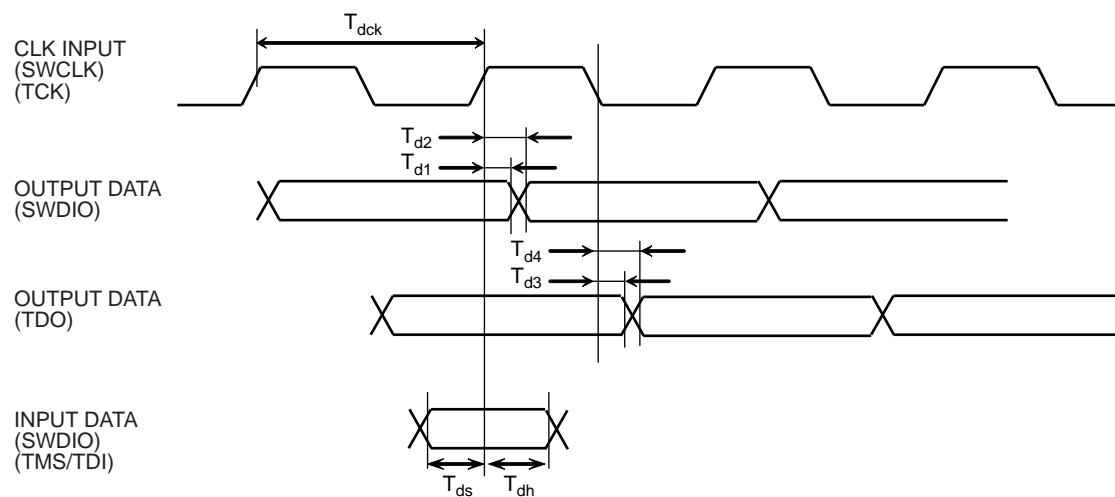 T_dck
CLK INPUT
(SWCLK)
(TCK)
T_d2
T_d1
OUTPUT DATA
(SWDIO)
T_d4
T_d3
OUTPUT DATA
(TDO)
INPUT DATA
(SWDIO)
(TMS/TDI)
T_ds T_dh